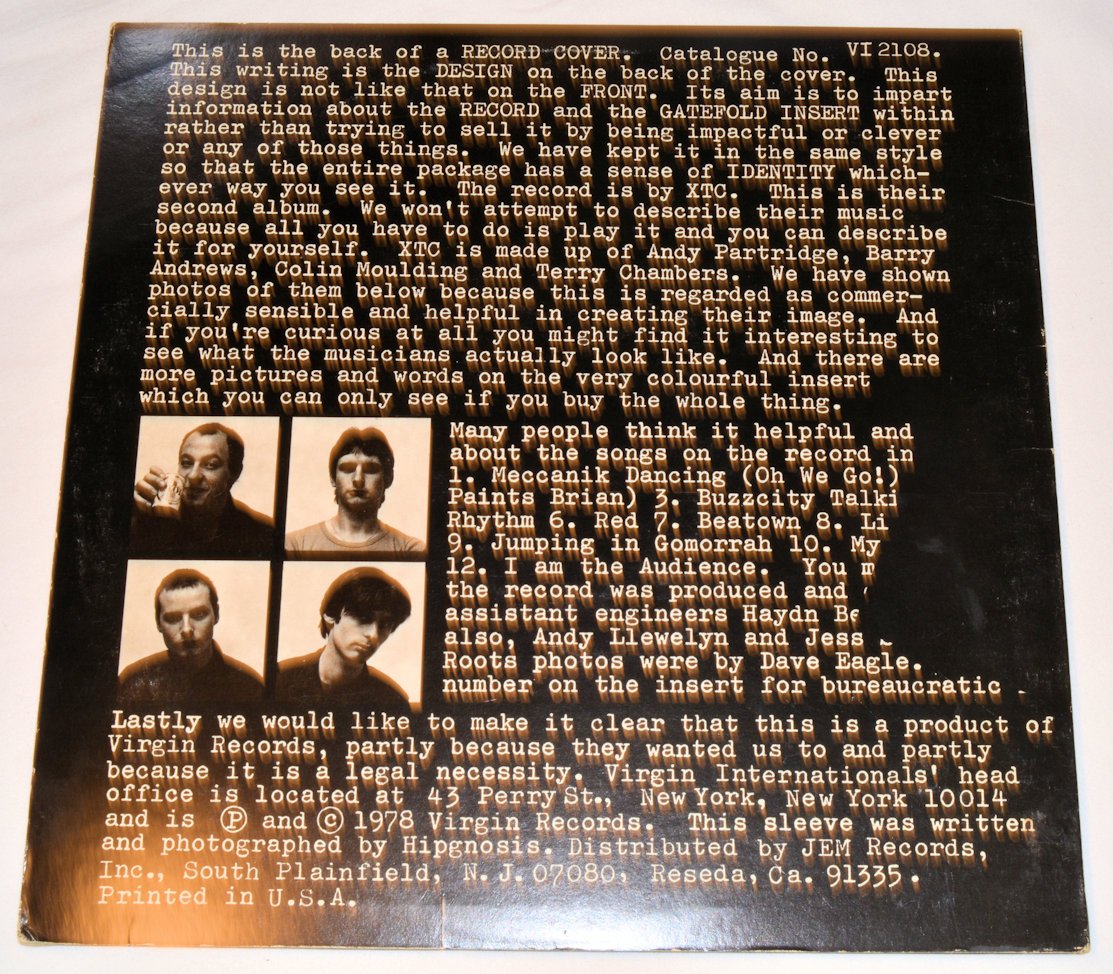 This is the back of a RECORD COVER. Catalogue No. VI 2108.
This writing is the DESIGN on the back of the cover. This
design is not like that on the FRONT. Its aim is to impart
information about the RECORD and the GATEFOLD INSERT within
rather than trying to sell it by being impactful or clever
or any of those things. We have kept it in the same style
so that the entire package has a sense of IDENTITY which-
ever way you see it. The record is by XTC. This is their
second album. We won't attempt to describe their music
because all you have to do is play it and you can describe
it for yourself. XTC is made up of Andy Partridge, Barry
Andrews, Colin Moulding and Terry Chambers. We have shown
photos of them below because this is regarded as commer-
cially sensible and helpful in creating their image. And
if you're curious at all you might find it interesting to
see what the musicians actually look like. And there are
more pictures and words on the very colourful insert
which you can only see if you buy the whole thing.
Many people think it helpful and
about the songs on the record in
1. Meccanik Dancing (Oh We Go!)
Paints Brian) 3. Buzzcity Talki
Rhythm 6. Red 7. Beatown 8. Li
9. Jumping in Gomorrah 10. My
12. I am the Audience. You m
the record was produced and
assistant engineers Haydn Be
also, Andy Llewelyn and Jess
Roots photos were by Dave Eagle.
number on the insert for bureaucratic
Lastly we would like to make it clear that this is a product of
Virgin Records, partly because they wanted us to and partly
because it is a legal necessity. Virgin Internationals' head
office is located at 43 Perry St., New York, New York 10014
and is Ⓟ and © 1978 Virgin Records. This sleeve was written
and photographed by Hipgnosis. Distributed by JEM Records,
Inc., South Plainfield, N.J. 07080, Reseda, Ca. 91335.
Printed in U.S.A.